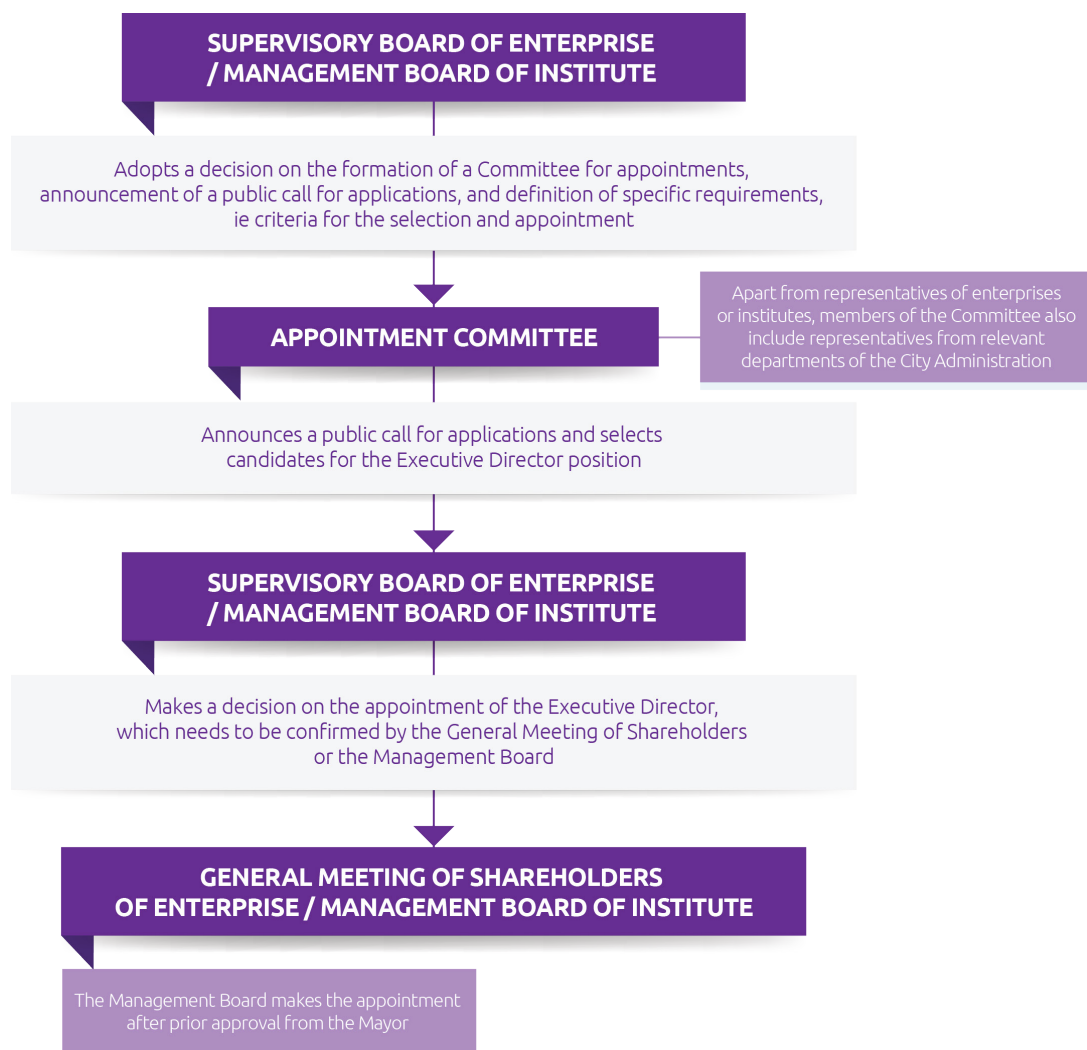 SUPERVISORY BOARD OF ENTERPRISE
/ MANAGEMENT BOARD OF INSTITUTE
Adopts a decision on the formation of a Committee for appointments,
announcement of a public call for applications, and definition of specific requirements,
ie criteria for the selection and appointment
APPOINTMENT COMMITTEE
Apart from representatives of enterprises
or institutes, members of the Committee also
include representatives from relevant
departments of the City Administration
Announces a public call for applications and selects
candidates for the Executive Director position
SUPERVISORY BOARD OF ENTERPRISE
/ MANAGEMENT BOARD OF INSTITUTE
Makes a decision on the appointment of the Executive Director,
which needs to be confirmed by the General Meeting of Shareholders
or the Management Board
GENERAL MEETING OF SHAREHOLDERS
OF ENTERPRISE / MANAGEMENT BOARD OF INSTITUTE
The Management Board makes the appointment
after prior approval from the Mayor